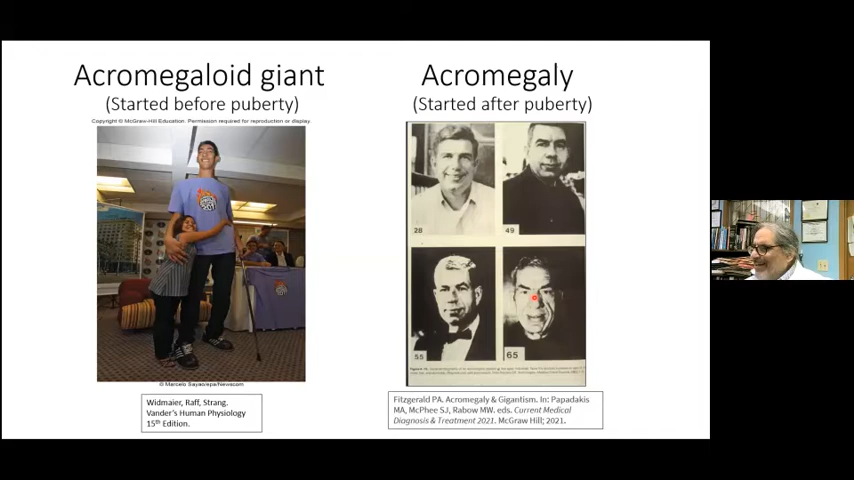 Acromegaloid giant
(Started before puberty)
Copyright © McGraw-Hill Education. Permission required for reproduction or display.
© Marcelo Sayao/epa/Newscom
Widmaier, Raff, Strang.
Vander's Human Physiology
15th Edition.
Acromegaly
(Started after puberty)
28
49
55
65
Fitzgerald PA. Acromegaly & Gigantism. In: Papadakis
MA, McPhee SJ, Rabow MW. eds. Current Medical
Diagnosis & Treatment 2021. McGraw Hill; 2021.